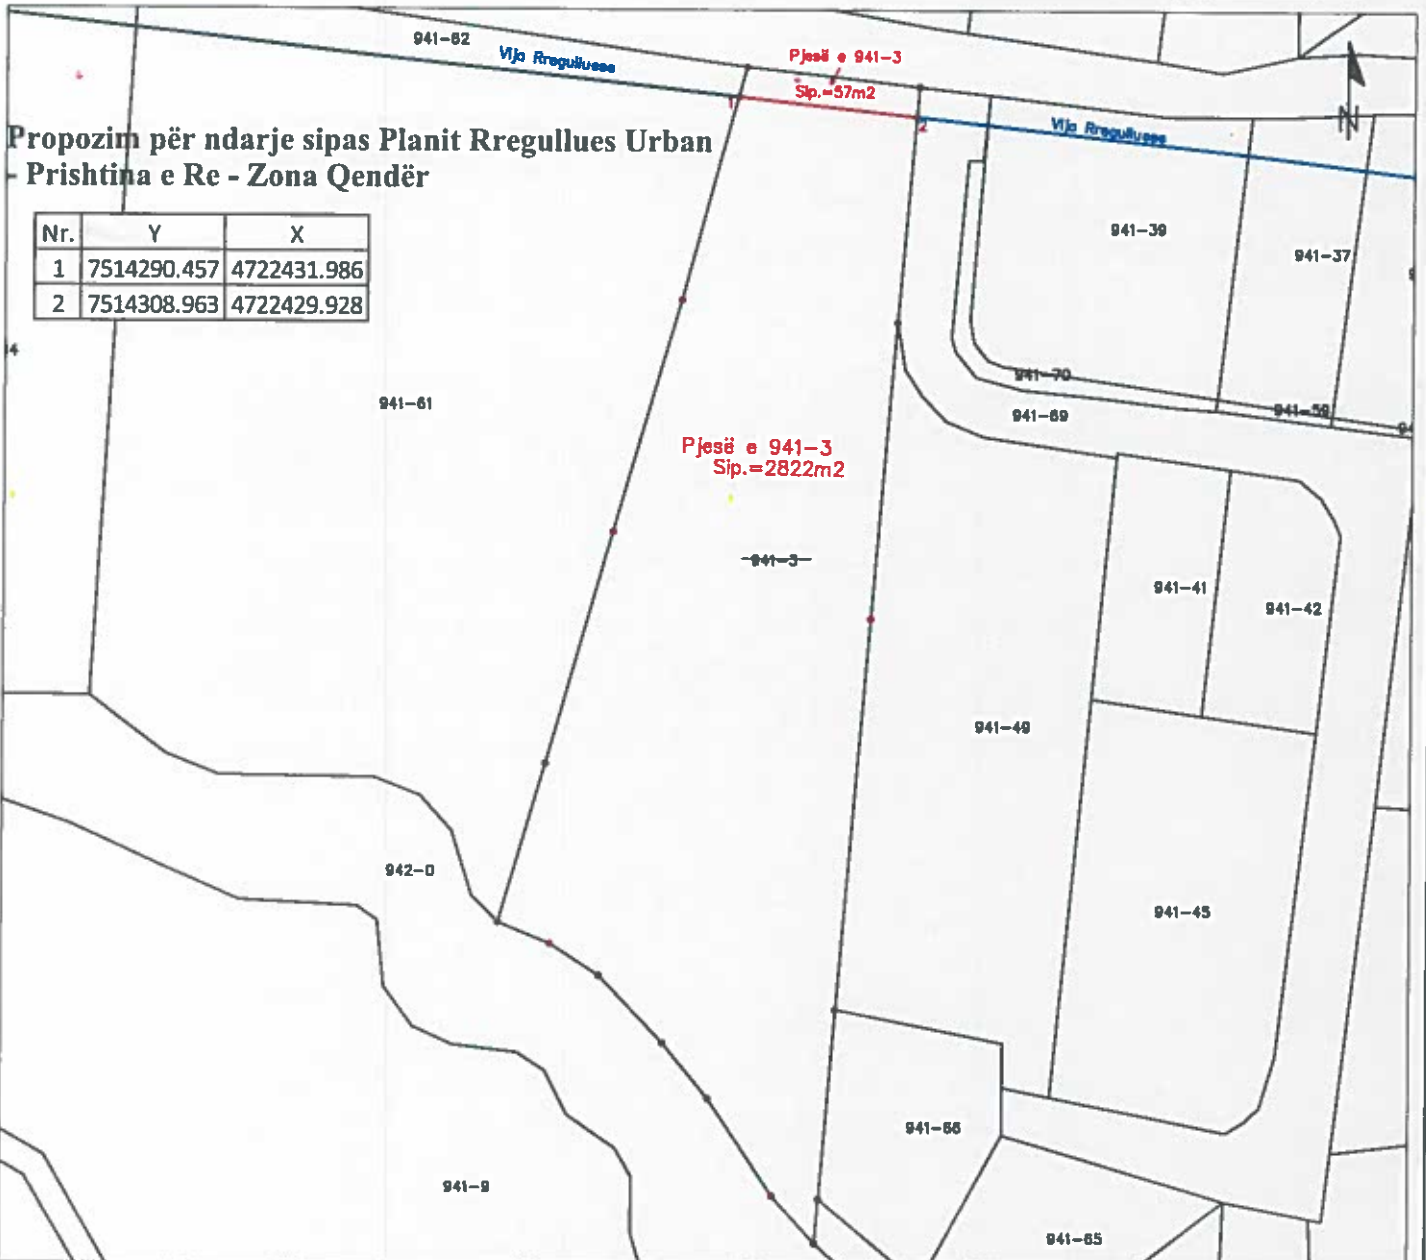 941-62
Vija Rregulluese
Pjesë e 941-3
Sip.=57m2
1
2
Vija Rregulluese
N
Propozim për ndarje sipas Planit Rregullues Urban
- Prishtina e Re - Zona Qendër
Nr. Y X
1 7514290.457 4722431.986
2 7514308.963 4722429.928
941-39
941-37
4
941-61
941-70
941-69
941-59
Pjesë e 941-3
Sip.=2822m2
941-3
941-41
941-42
941-49
942-0
941-45
941-66
941-9
941-65